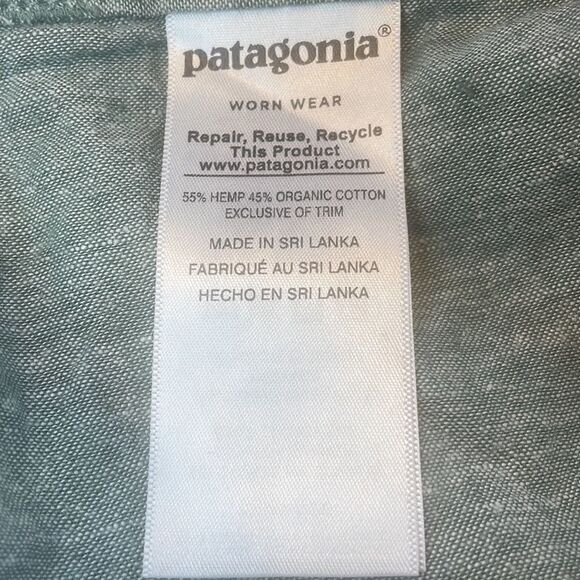 patagonia®
WORN WEAR
Repair, Reuse, Recycle
This Product
www.patagonia.com
55% HEMP 45% ORGANIC COTTON
EXCLUSIVE OF TRIM
MADE IN SRI LANKA
FABRIQUÉ AU SRI LANKA
HECHO EN SRI LANKA